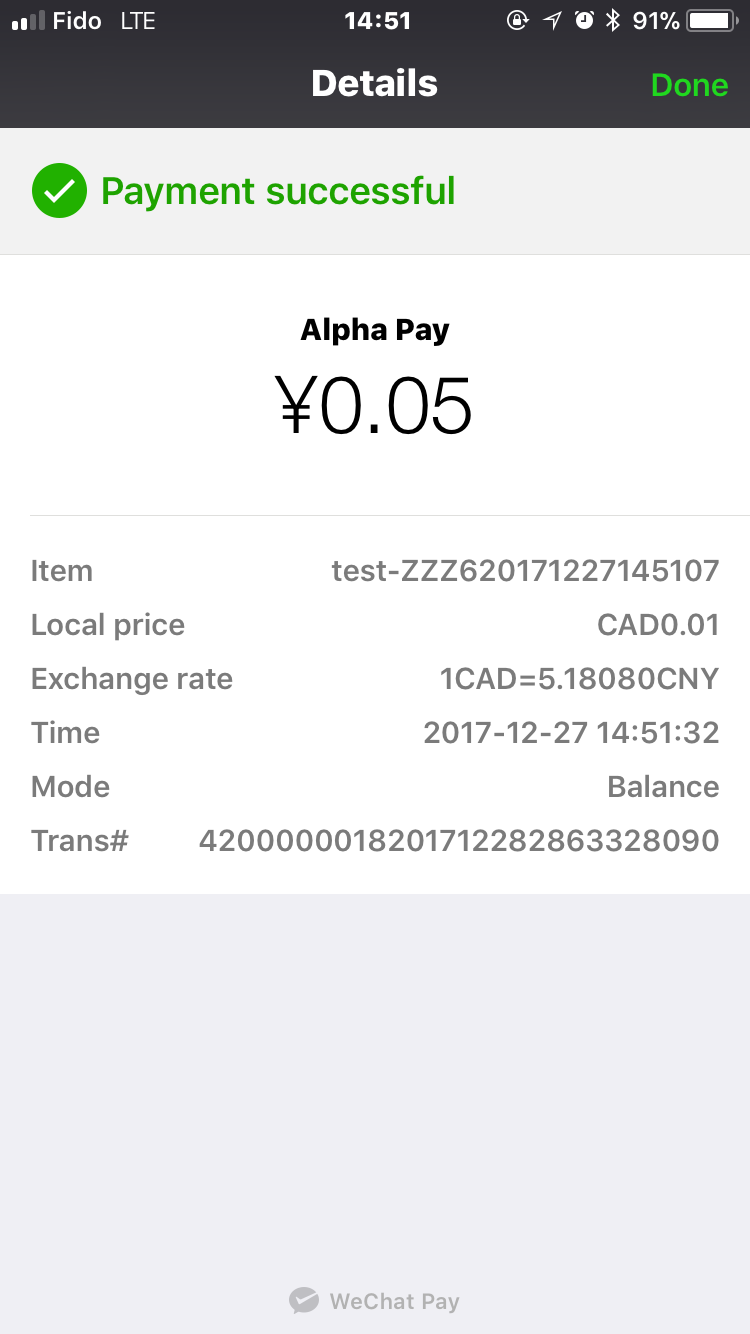 Fido LTE 14:51 91%
Details Done
Payment successful
Alpha Pay
¥0.05
Item test-ZZZ620171227145107
Local price CAD0.01
Exchange rate 1CAD=5.18080CNY
Time 2017-12-27 14:51:32
Mode Balance
Trans# 4200000018201712282863328090
WeChat Pay